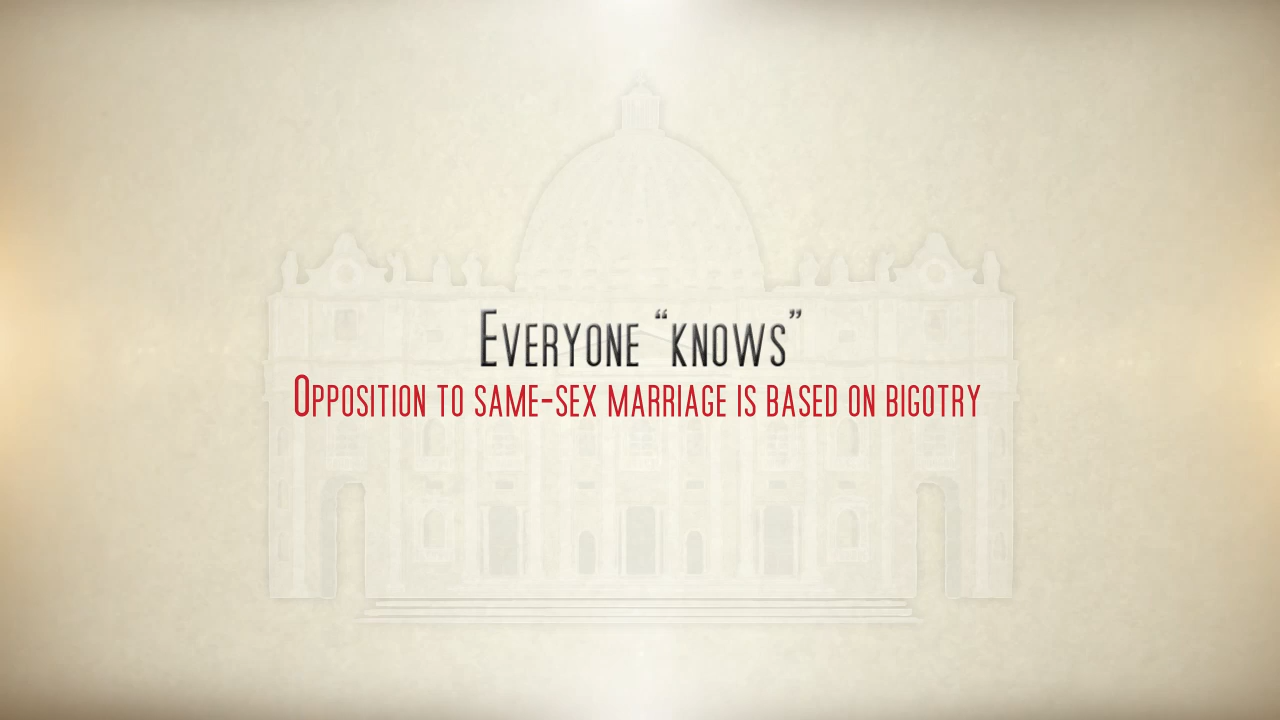 Everyone “knows”
Opposition to same-sex marriage is based on bigotry